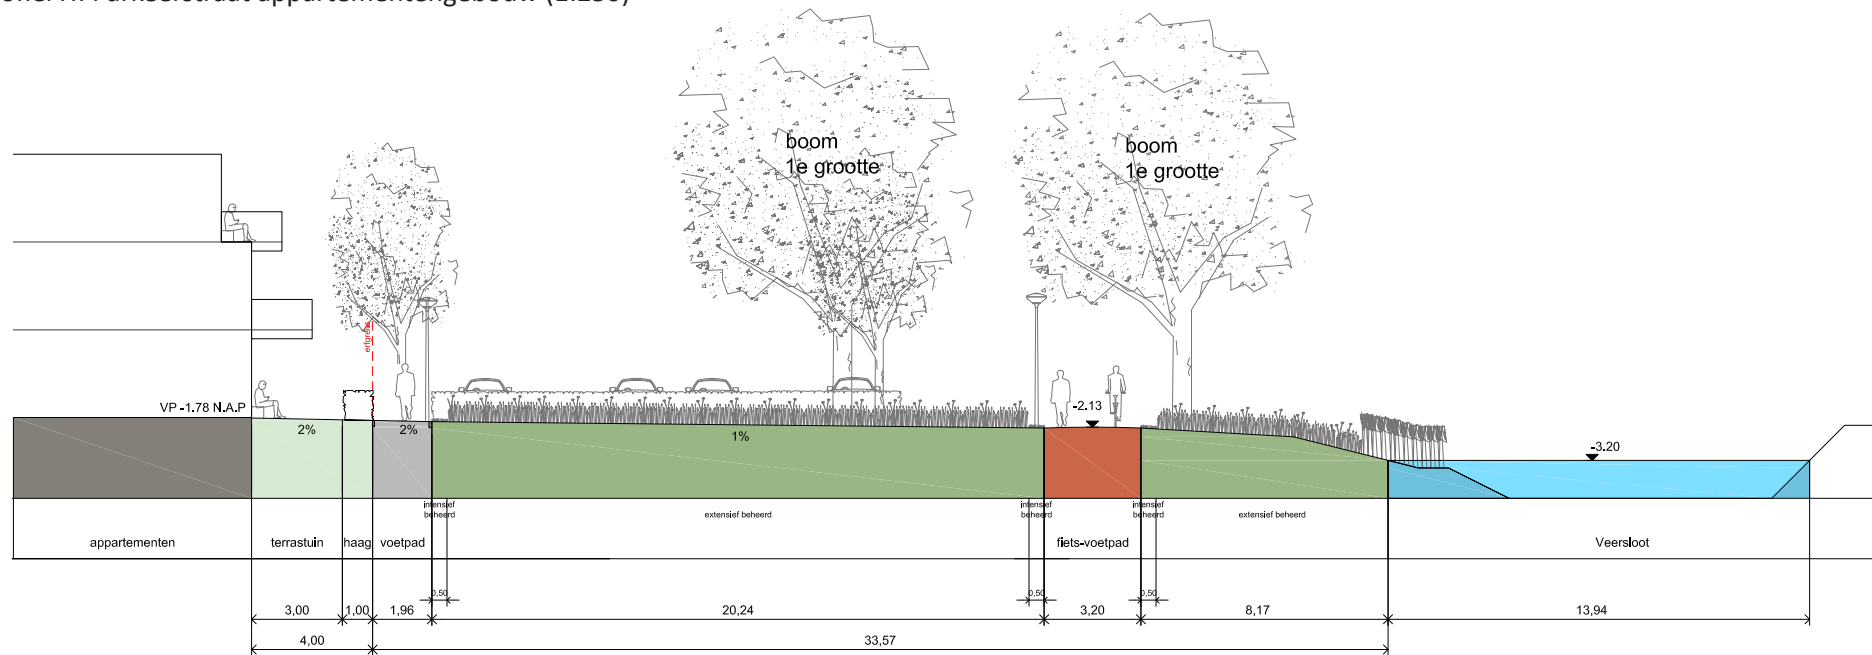 appartementengebouw
boom
1e grootte
boom
1e grootte
erfgrens
VP -1.78 N.A.P
2%
2%
1%
-2.13
-3.20
intensief
beheerd
extensief beheerd
intensief
beheerd
intensief
beheerd
extensief beheerd
appartementen
terrastuin
haag
voetpad
fiets-voetpad
Veersloot
0,50
0,50
0,50
3,00
1,00
1,96
20,24
3,20
8,17
13,94
4,00
33,57